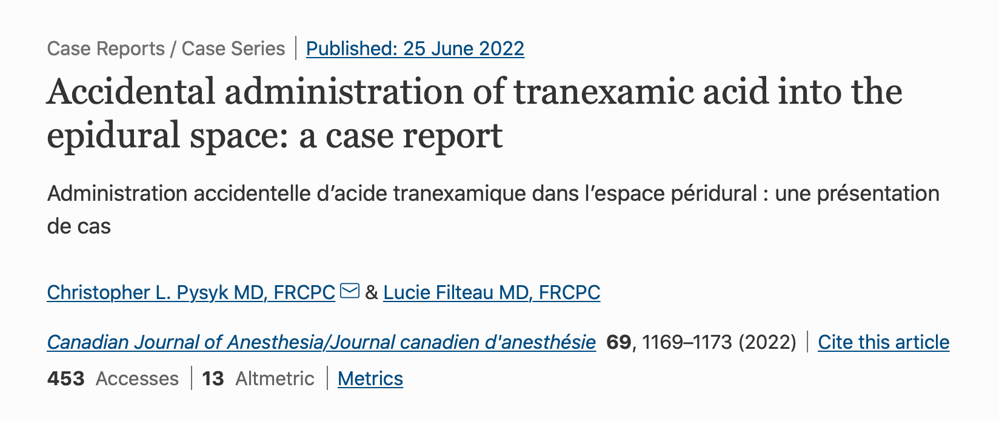 Case Reports / Case Series | Published: 25 June 2022
Accidental administration of tranexamic acid into the
epidural space: a case report
Administration accidentelle d’acide tranexamique dans l’espace péridural : une présentation
de cas
Christopher L. Pysyk MD, FRCPC & Lucie Filteau MD, FRCPC
Canadian Journal of Anesthesia/Journal canadien d'anesthésie 69, 1169–1173 (2022) | Cite this article
453 Accesses | 13 Altmetric | Metrics